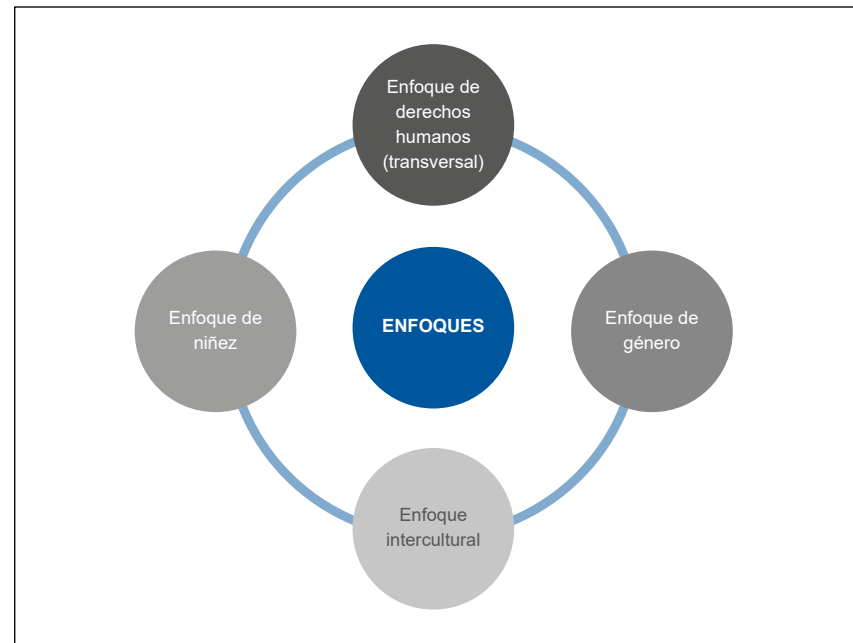 Enfoque de
derechos
humanos
(transversal)
Enfoque de
niñez
ENFOQUES
Enfoque de
género
Enfoque
intercultural